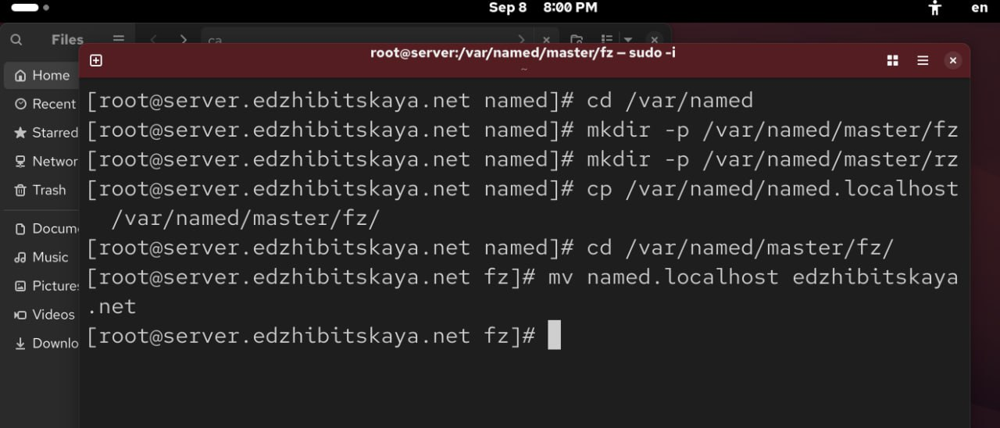 Sep 8 8:00 PM
en
Files
ca
root@server:/var/named/master/fz — sudo -i
~
Home
Recent
Starred
Networ
Trash
Docume
Music
Pictures
Videos
Downlo
[root@server.edzhibitskaya.net named]# cd /var/named
[root@server.edzhibitskaya.net named]# mkdir -p /var/named/master/fz
[root@server.edzhibitskaya.net named]# mkdir -p /var/named/master/rz
[root@server.edzhibitskaya.net named]# cp /var/named/named.localhost
/var/named/master/fz/
[root@server.edzhibitskaya.net named]# cd /var/named/master/fz/
[root@server.edzhibitskaya.net fz]# mv named.localhost edzhibitskaya
.net
[root@server.edzhibitskaya.net fz]#